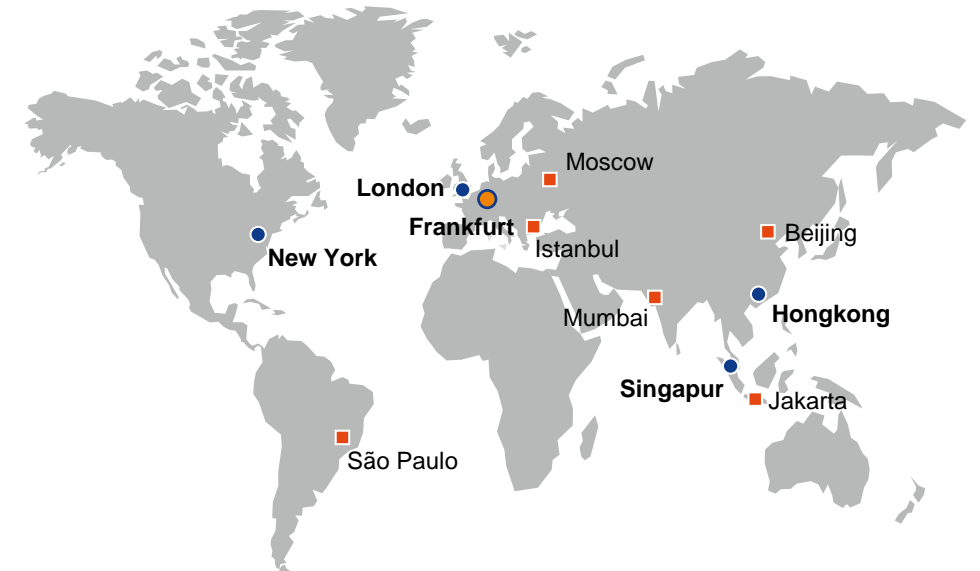 Moscow
London
Frankfurt
Istanbul
Beijing
New York
Mumbai
Hongkong
Singapur
Jakarta
São Paulo